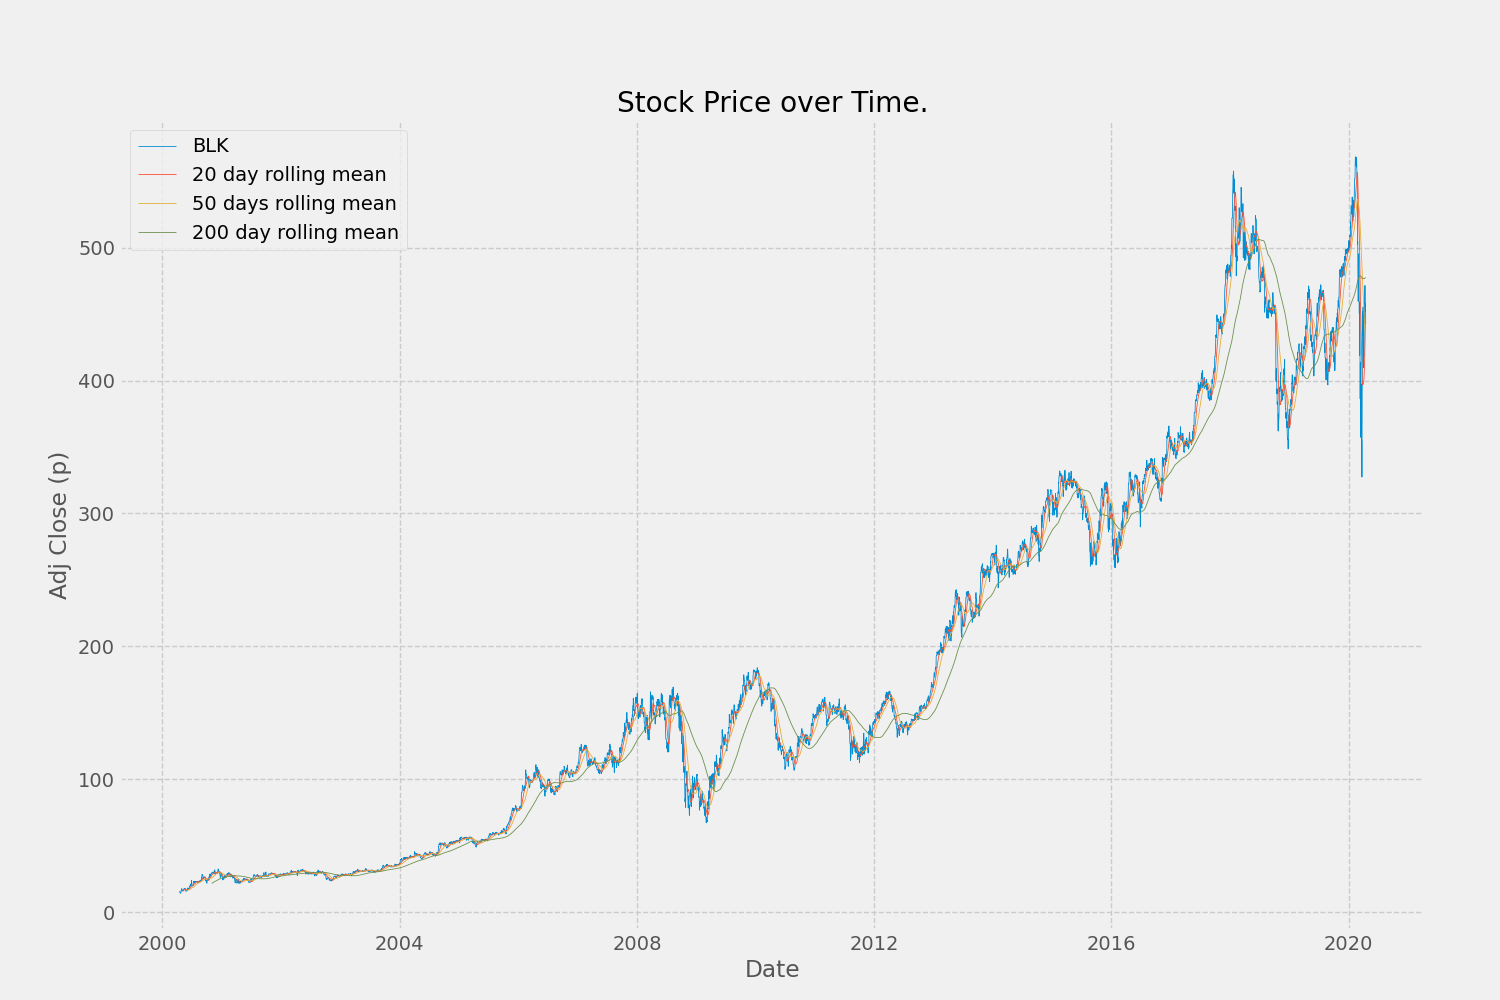 Stock Price over Time.
BLK
20 day rolling mean
50 days rolling mean
200 day rolling mean
Adj Close (p)
500
400
300
200
100
0
2000 2004 2008 2012 2016 2020
Date